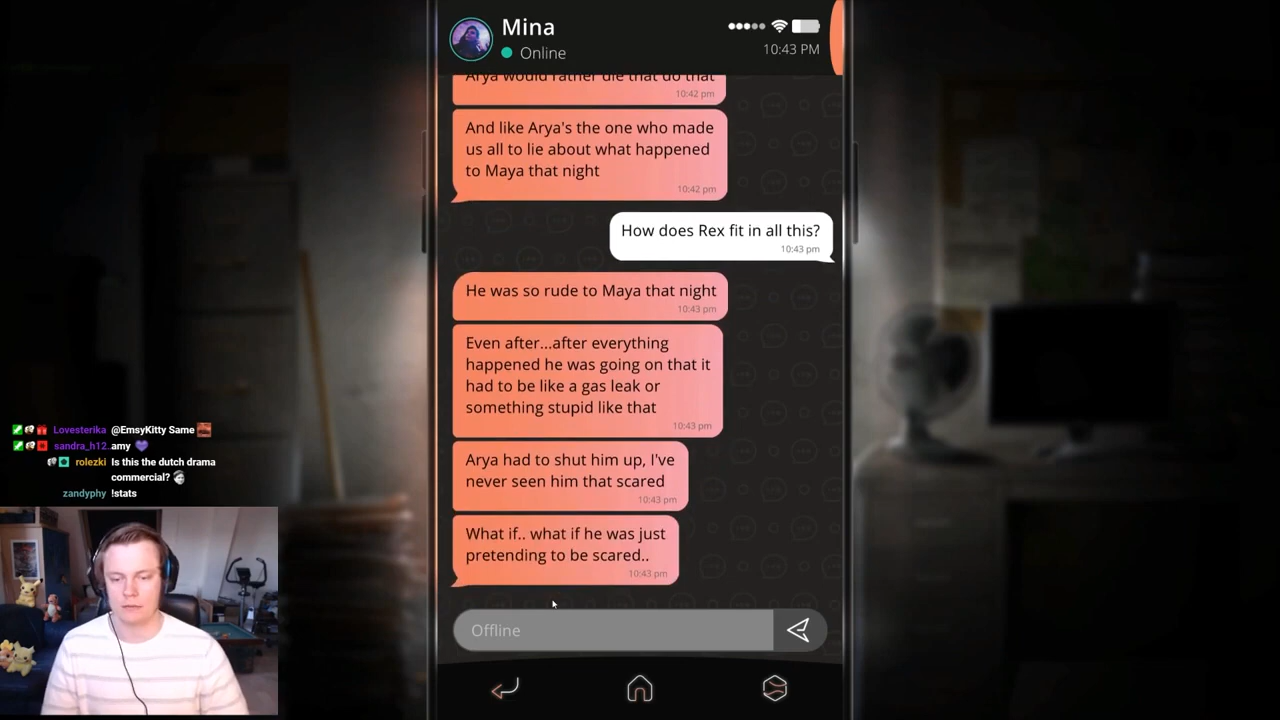 Mina
Online
10:43 PM
Arya would rather die that do that
10:42 pm
And like Arya's the one who made
us all to lie about what happened
to Maya that night
10:42 pm
How does Rex fit in all this?
10:43 pm
He was so rude to Maya that night
10:43 pm
Even after...after everything
happened he was going on that it
had to be like a gas leak or
something stupid like that
10:43 pm
Arya had to shut him up, I've
never seen him that scared
10:43 pm
What if.. what if he was just
pretending to be scared..
10:43 pm
Offline
Lovesterika @EmsyKitty Same
sandra_h12.. amy
rolezki Is this the dutch drama
commercial?
zandyphy !stats